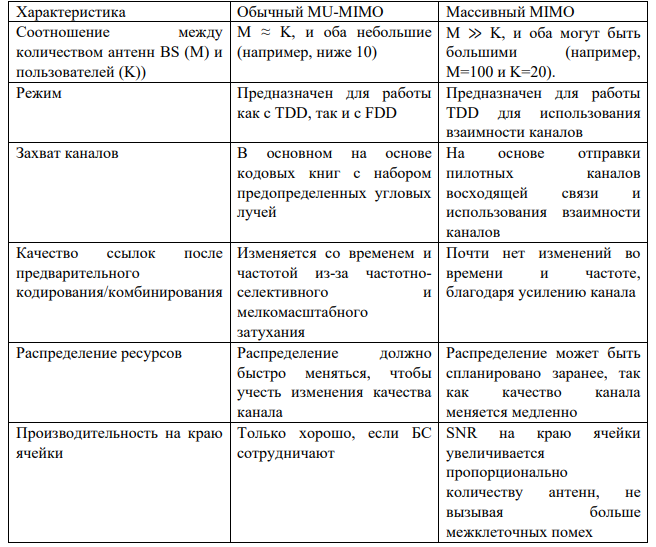 Характеристика
Обычный MU-MIMO
Массивный MIMO
Соотношение между
количеством антенн BS (M) и
пользователей (K))
M ≈ K, и оба небольшие
(например, ниже 10)
M ≫ K, и оба могут быть
большими (например,
M=100 и K=20).
Режим
Предназначен для работы
как с TDD, так и с FDD
Предназначен для работы
TDD для использования
взаимности каналов
Захват каналов
В основном на основе
кодовых книг с набором
предопределенных угловых
лучей
На основе отправки
пилотных каналов
восходящей связи и
использования взаимности
каналов
Качество ссылок после
предварительного
кодирования/комбинирования
Изменяется со временем и
частотой из-за частотно-
селективного и
мелкомасштабного
затухания
Почти нет изменений во
времени и частоте,
благодаря усилению канала
Распределение ресурсов
Распределение должно
быстро меняться, чтобы
учесть изменения качества
канала
Распределение может быть
спланировано заранее, так
как качество канала
меняется медленно
Производительность на краю
ячейки
Только хорошо, если БС
сотрудничают
SNR на краю ячейки
увеличивается
пропорционально
количеству антенн, не
вызывая больше
межклеточных помех